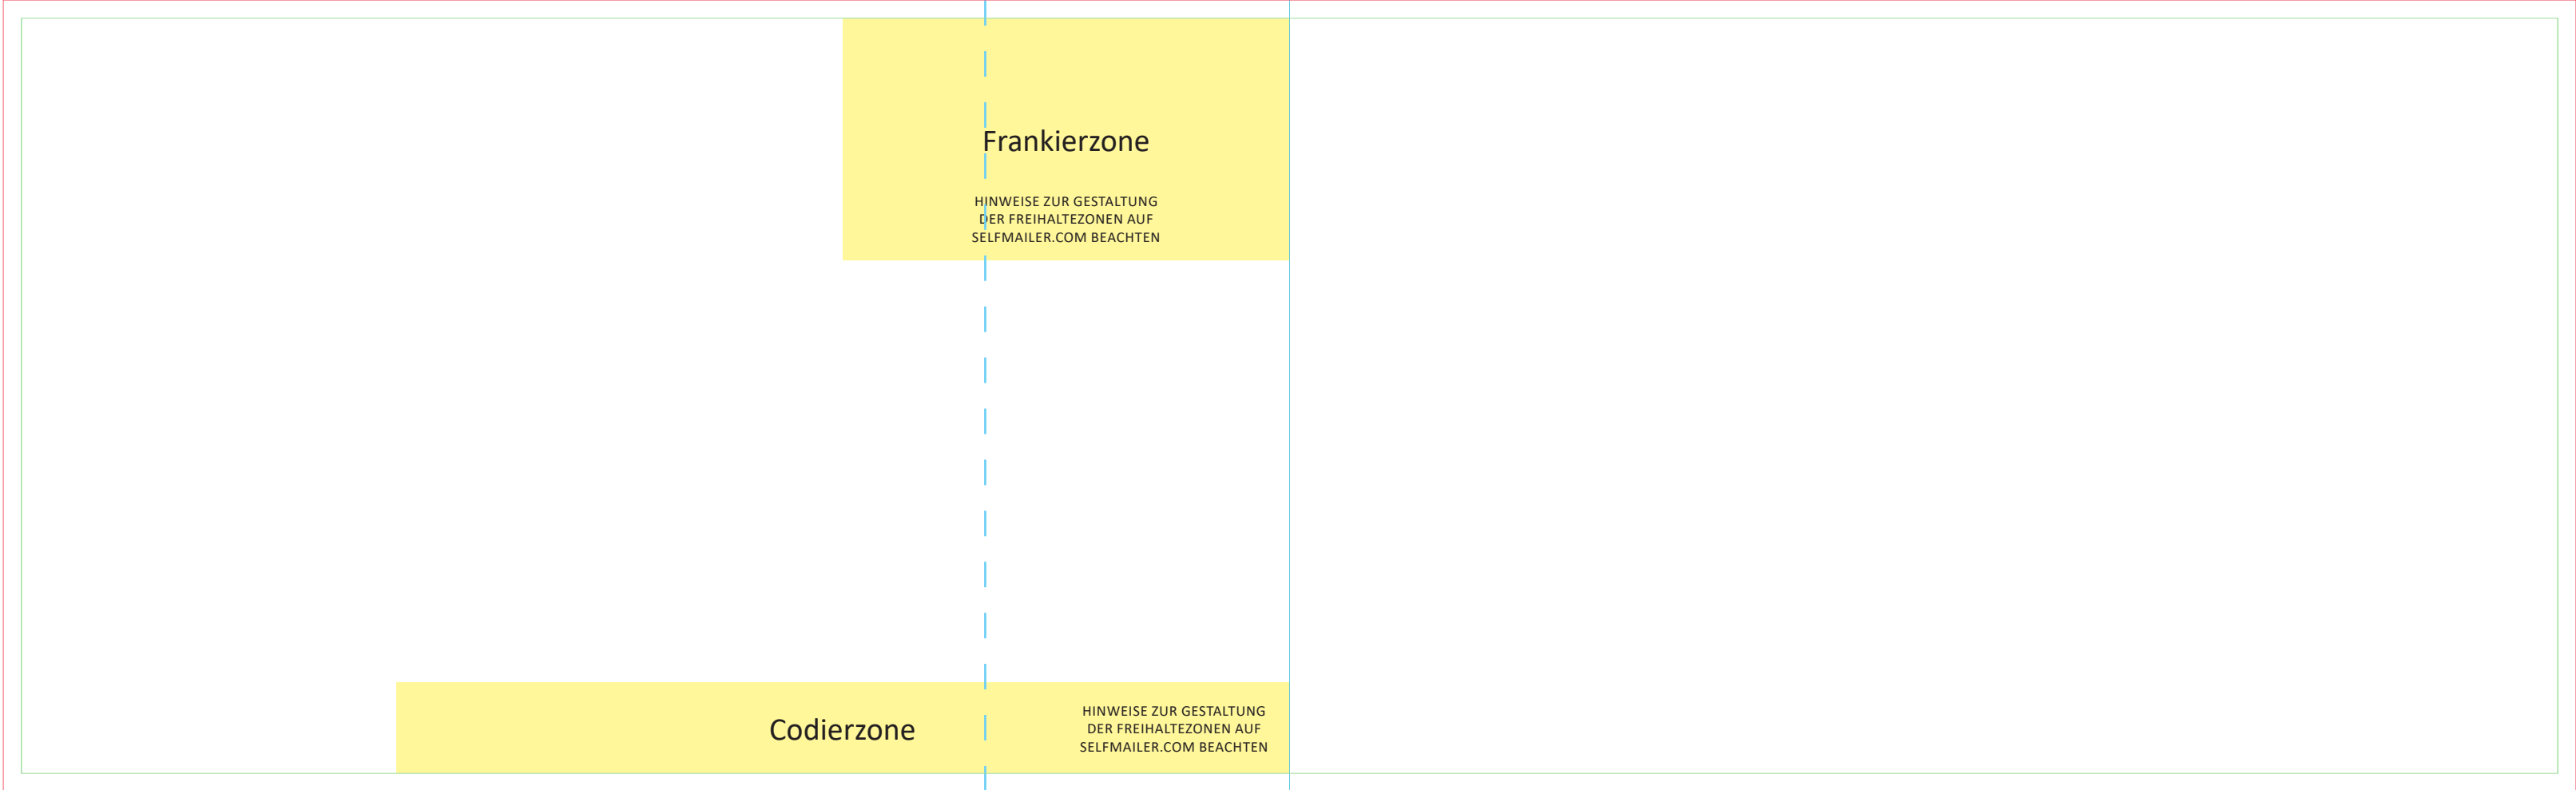 Frankierzone
HINWEISE ZUR GESTALTUNG
DER FREIHALTEZONEN AUF
SELFMAILER.COM BEACHTEN
Codierzone
HINWEISE ZUR GESTALTUNG
DER FREIHALTEZONEN AUF
SELFMAILER.COM BEACHTEN